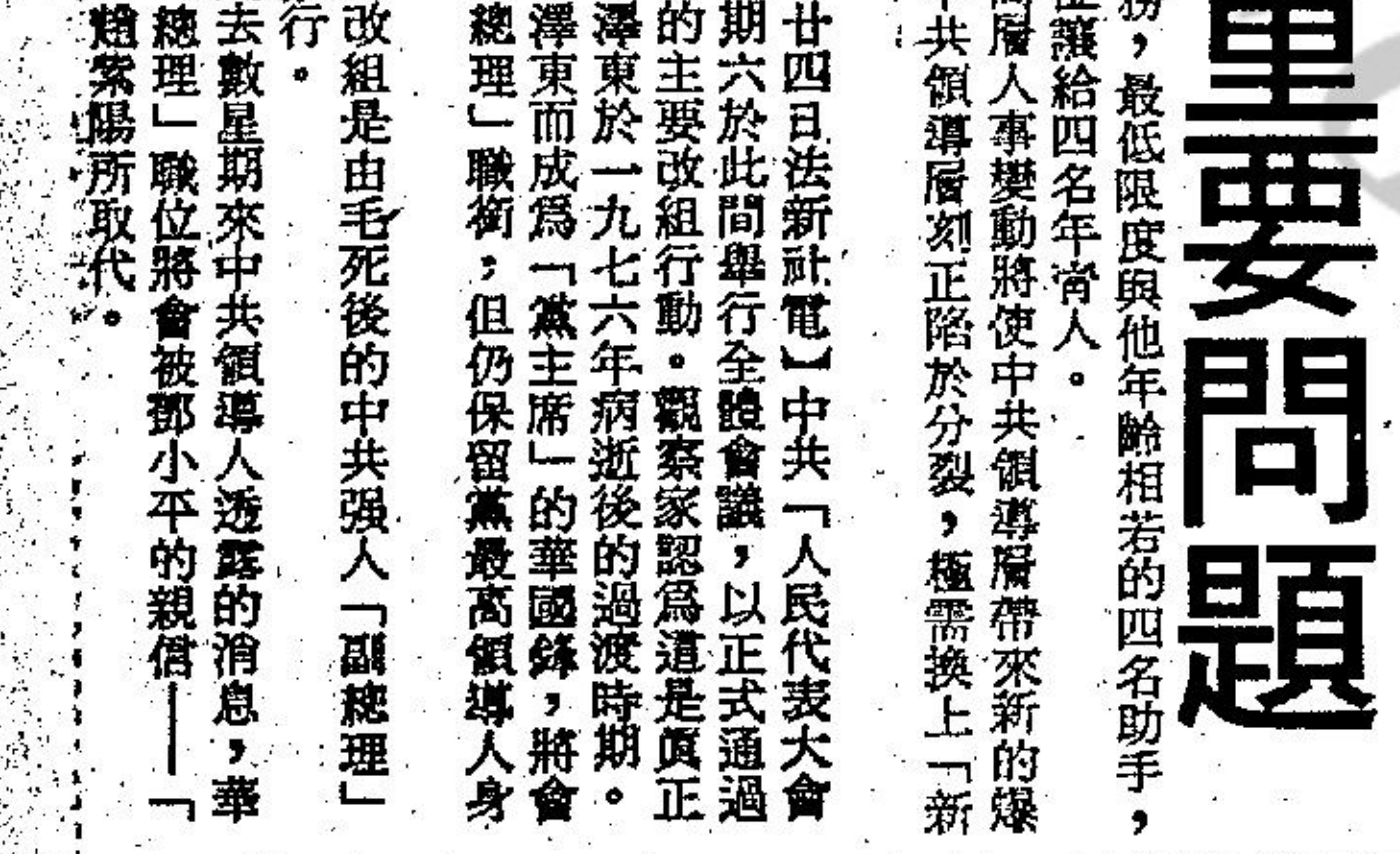 重要問題
務，最低限度與他年齡相若的四名助手，
位讓給四名年靑人。
高層人事變動將使中共領導層帶來新的爆
中共領導層刻正陷於分裂，極需換上「新
廿四日法新社電】中共「人民代表大會
期六於此間舉行全體會議，以正式通過
的主要改組行動。觀察家認爲這是眞正
澤東於一九七六年病逝後的過渡時期。
澤東而成爲「黨主席」的華國鋒，將會
總理」職銜；但仍保留黨最高領導人身
改組是由毛死後的中共强人「副總理」
行。
去數星期來中共領導人透露的消息，華
總理」職位將會被鄧小平的親信——「
趙紫陽所取代。